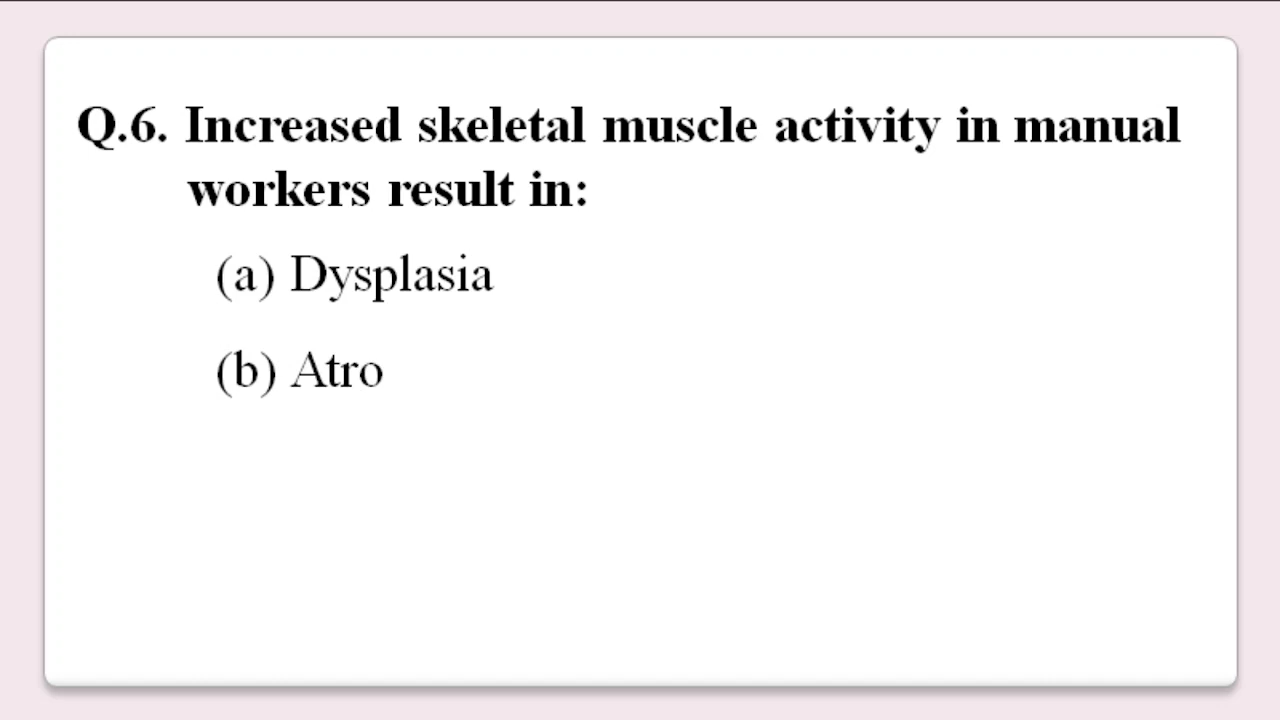 Q.6. Increased skeletal muscle activity in manual
workers result in:
(a) Dysplasia
(b) Atro